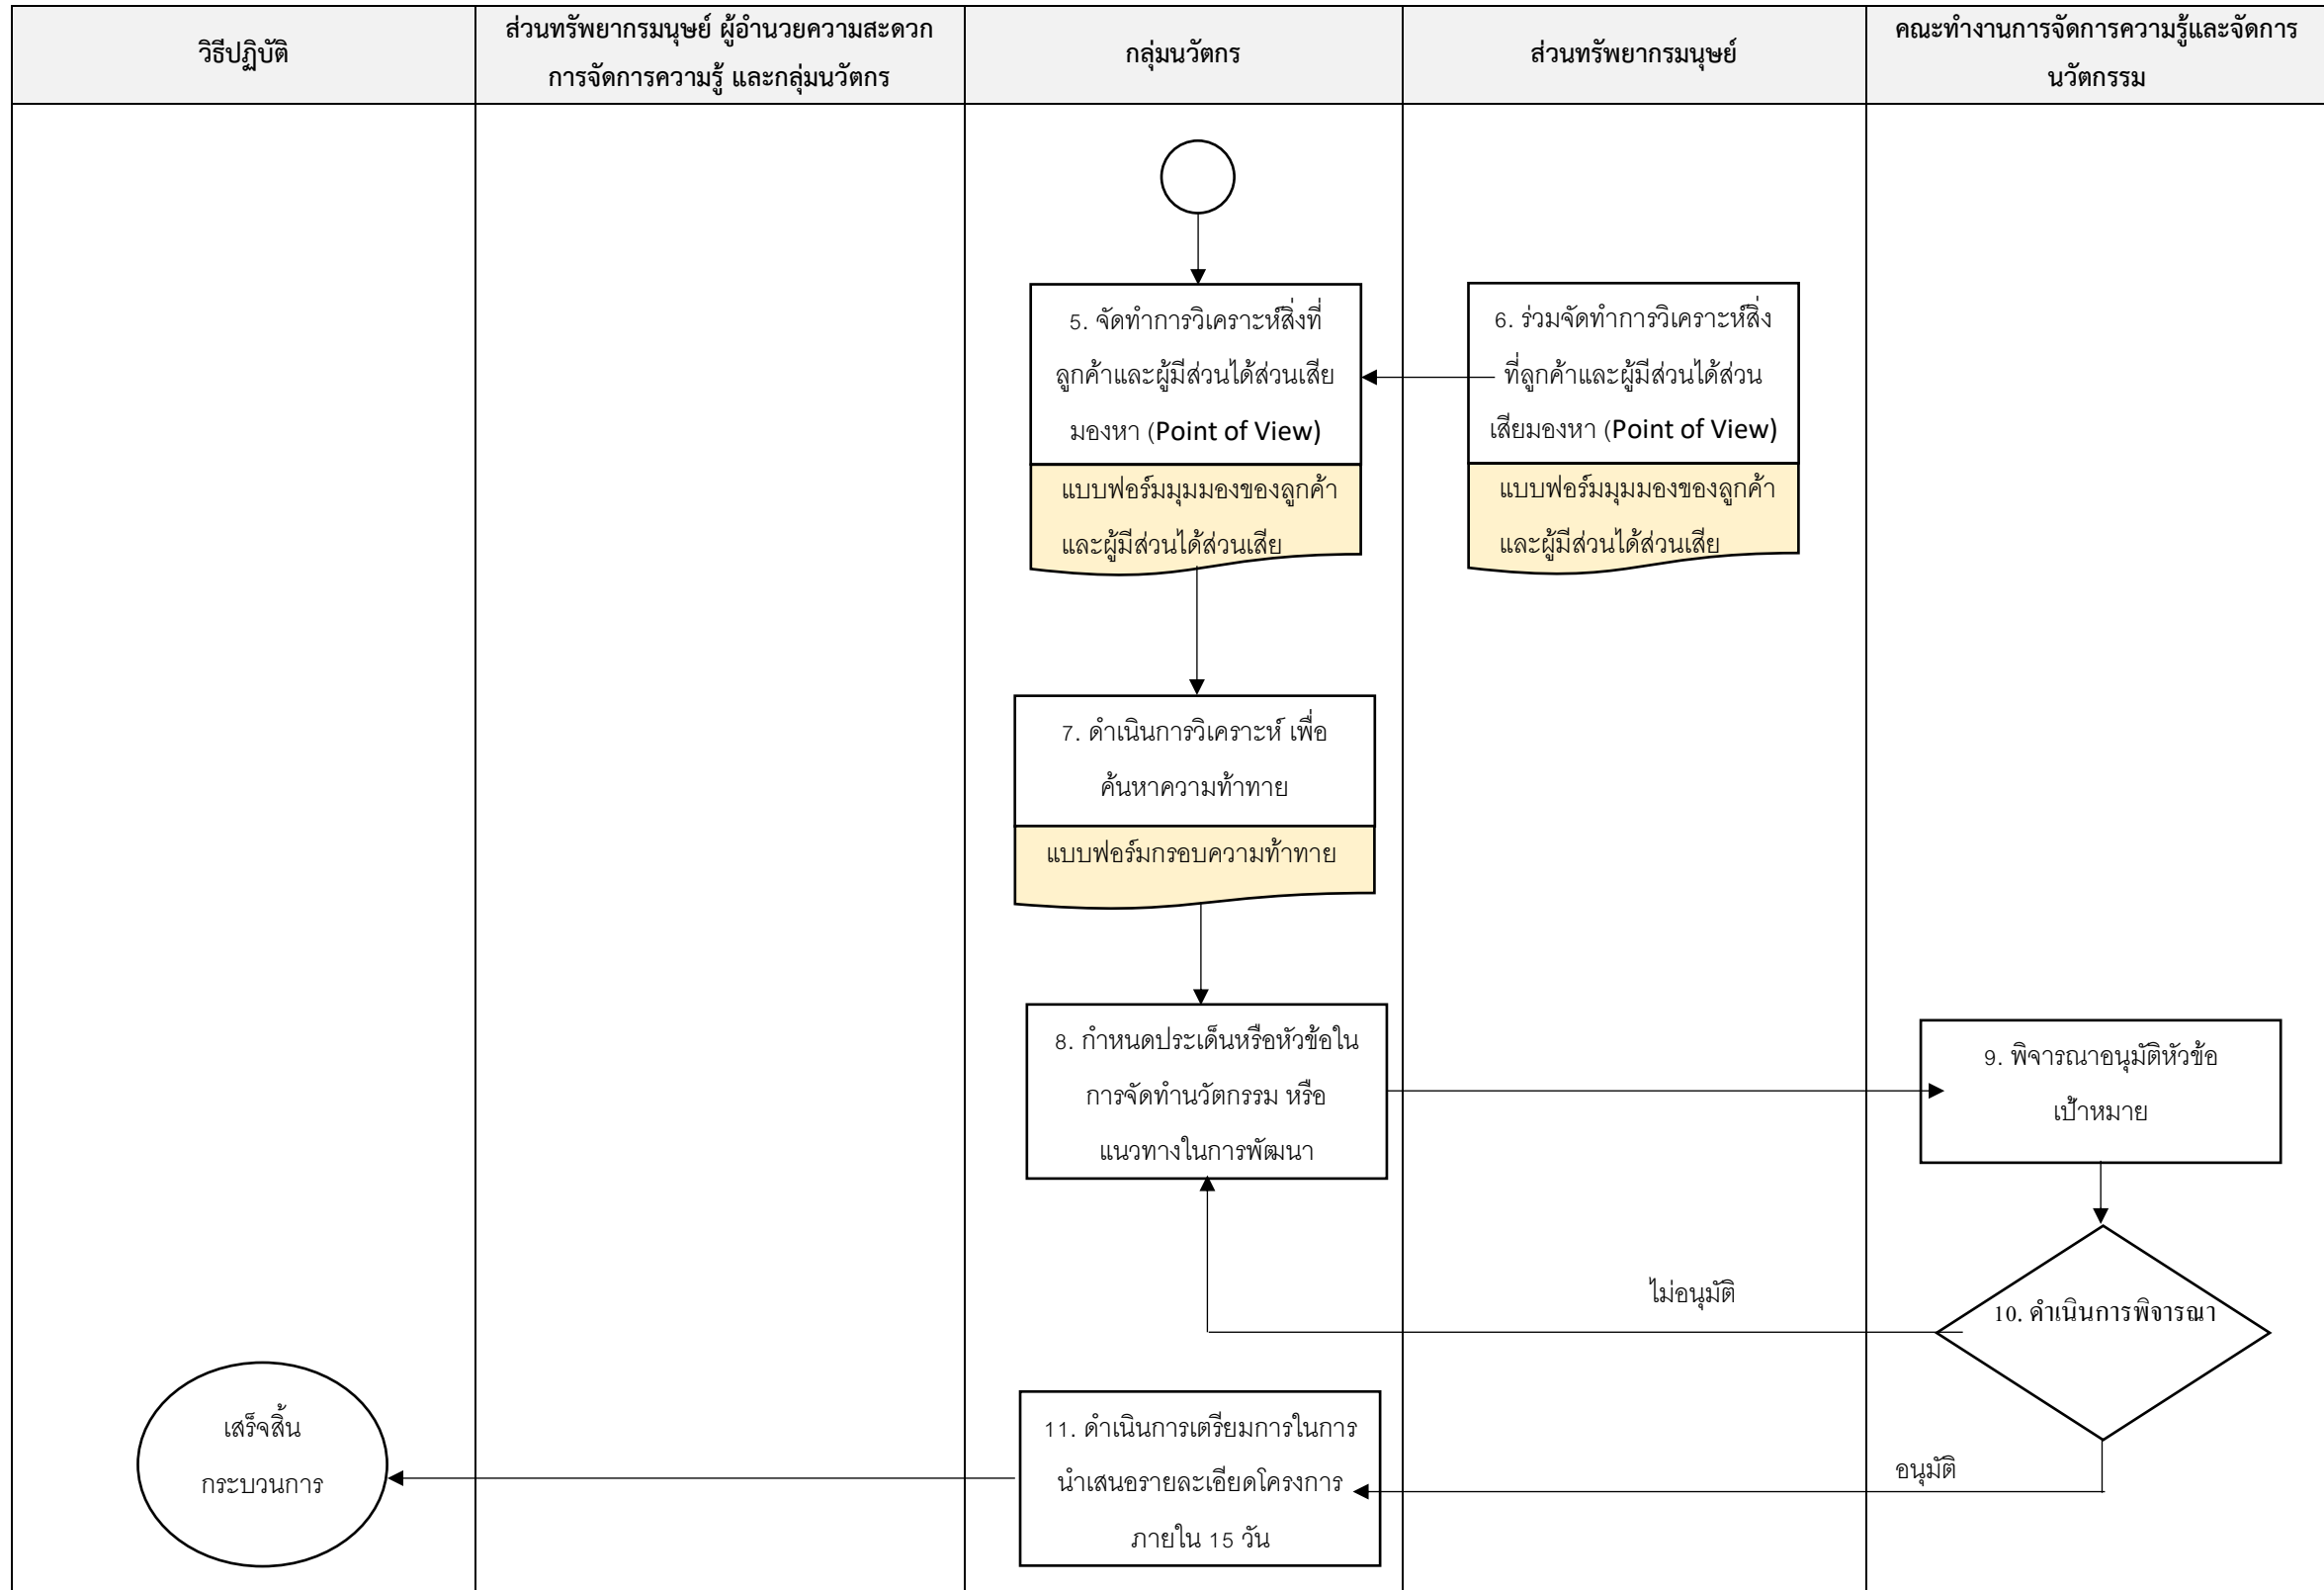 วิธีปฏิบัติ
ส่วนทรัพยากรมนุษย์ ผู้อำนวยความสะดวก
การจัดการความรู้ และกลุ่มนวัตกร
กลุ่มนวัตกร
ส่วนทรัพยากรมนุษย์
คณะทำงานการจัดการความรู้และจัดการ
นวัตกรรม
5. จัดทำการวิเคราะห์สิ่งที่
ลูกค้าและผู้มีส่วนได้ส่วนเสีย
มองหา (Point of View)
แบบฟอร์มมุมมองของลูกค้า
และผู้มีส่วนได้ส่วนเสีย
6. ร่วมจัดทำการวิเคราะห์สิ่ง
ที่ลูกค้าและผู้มีส่วนได้ส่วน
เสียมองหา (Point of View)
แบบฟอร์มมุมมองของลูกค้า
และผู้มีส่วนได้ส่วนเสีย
7. ดำเนินการวิเคราะห์ เพื่อ
ค้นหาความท้าทาย
แบบฟอร์มกรอบความท้าทาย
8. กำหนดประเด็นหรือหัวข้อใน
การจัดทำนวัตกรรม หรือ
แนวทางในการพัฒนา
9. พิจารณาอนุมัติหัวข้อ
เป้าหมาย
ไม่อนุมัติ
10. ดำเนินการพิจารณา
อนุมัติ
11. ดำเนินการเตรียมการในการ
นำเสนอรายละเอียดโครงการ
ภายใน 15 วัน
เสร็จสิ้น
กระบวนการ